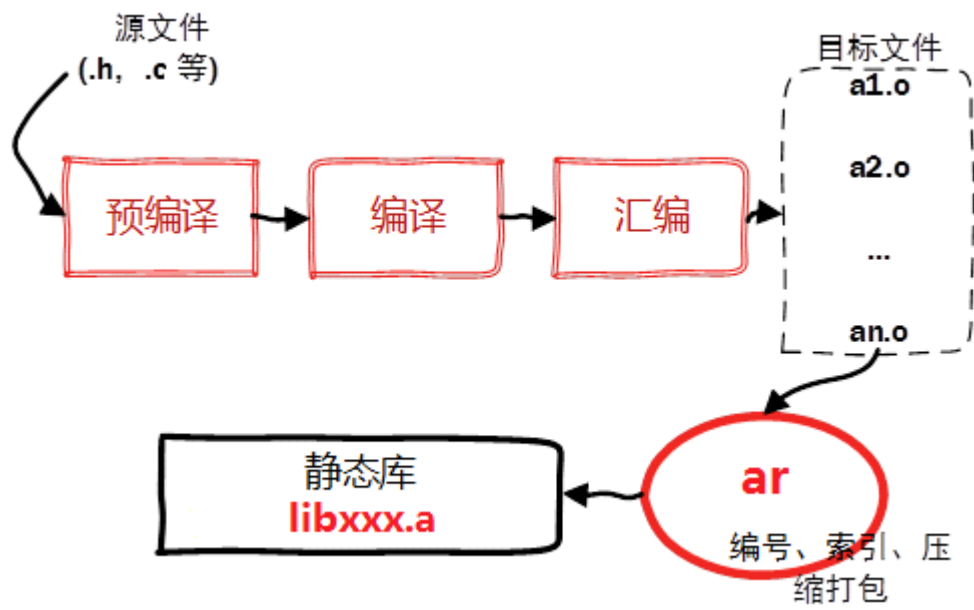 源文件
(.h, .c 等)
目标文件
a1.o
a2.o
...
an.o
预编译
编译
汇编
ar
编号、索引、压
缩打包
静态库
libxxx.a